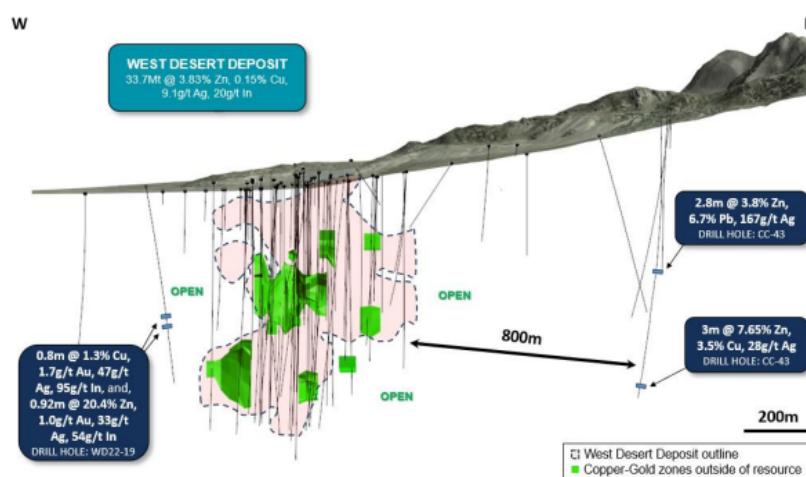 W
WEST DESERT DEPOSIT
33.7Mt @ 3.83% Zn, 0.15% Cu,
9.1g/t Ag, 20g/t In
2.8m @ 3.8% Zn,
6.7% Pb, 167g/t Ag
DRILL HOLE: CC-43
OPEN
OPEN
800m
3m @ 7.65% Zn,
3.5% Cu, 28g/t Ag
DRILL HOLE: CC-43
0.8m @ 1.3% Cu,
1.7g/t Au, 47g/t
Ag, 95g/t In, and,
0.92m @ 20.4% Zn,
1.0g/t Au, 33g/t
Ag, 54g/t In
DRILL HOLE: WD22-19
OPEN
200m
West Desert Deposit outline
Copper-Gold zones outside of resource